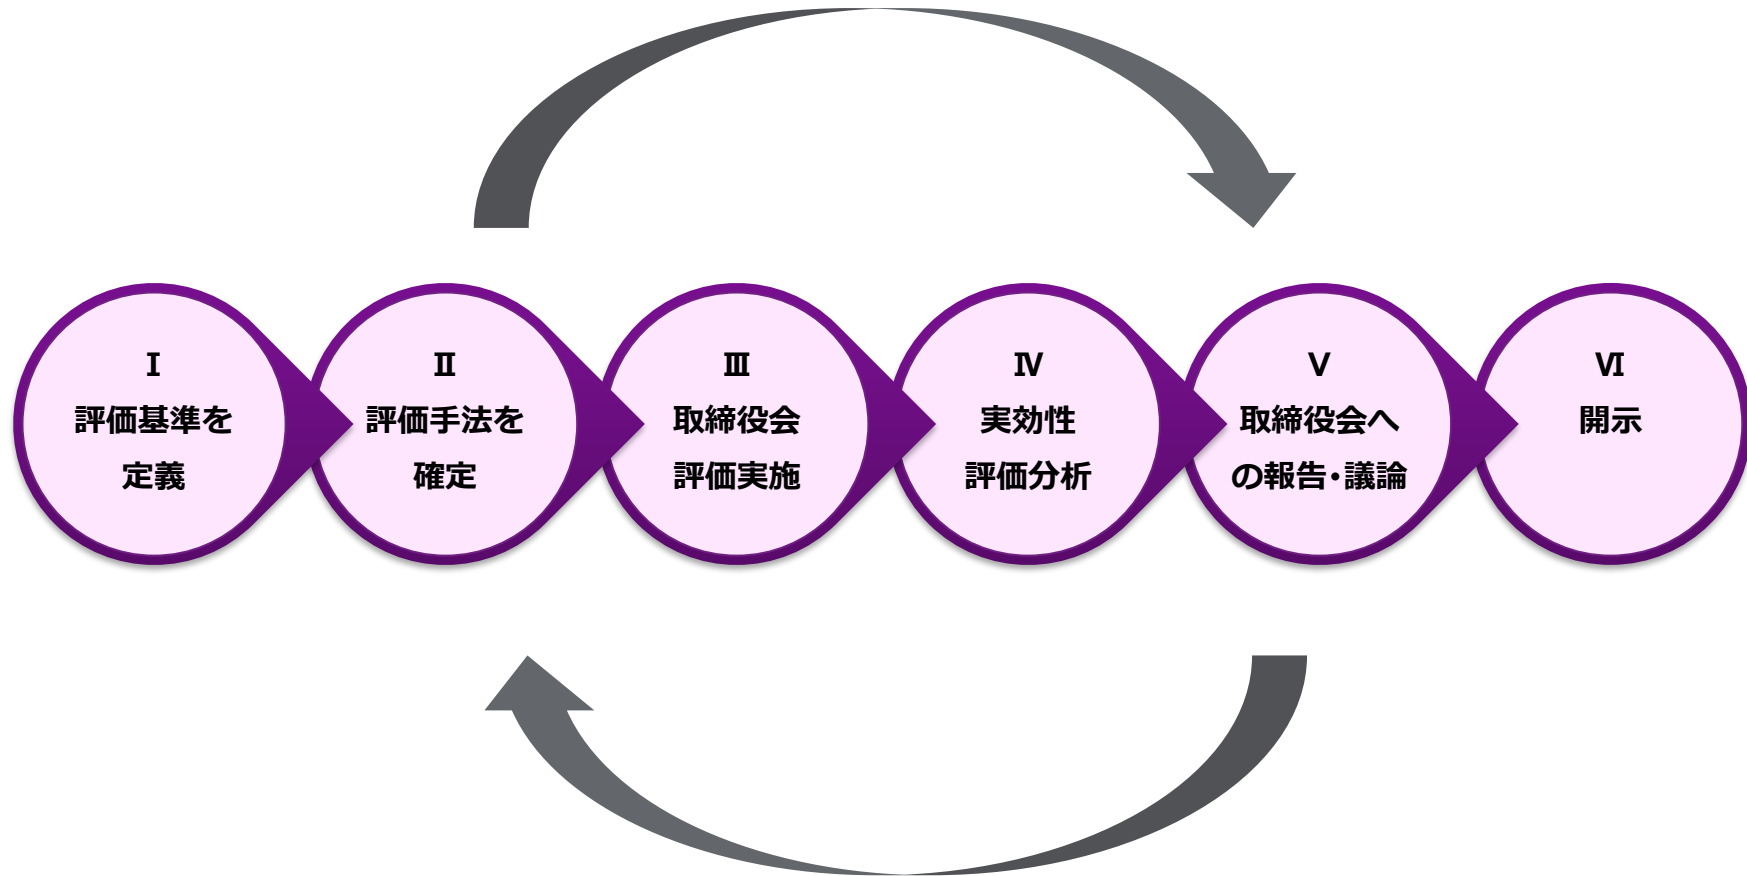 Ⅰ
評価基準を
定義
Ⅱ
評価手法を
確定
Ⅲ
取締役会
評価実施
Ⅳ
実効性
評価分析
Ⅴ
取締役会へ
の報告・議論
Ⅵ
開示